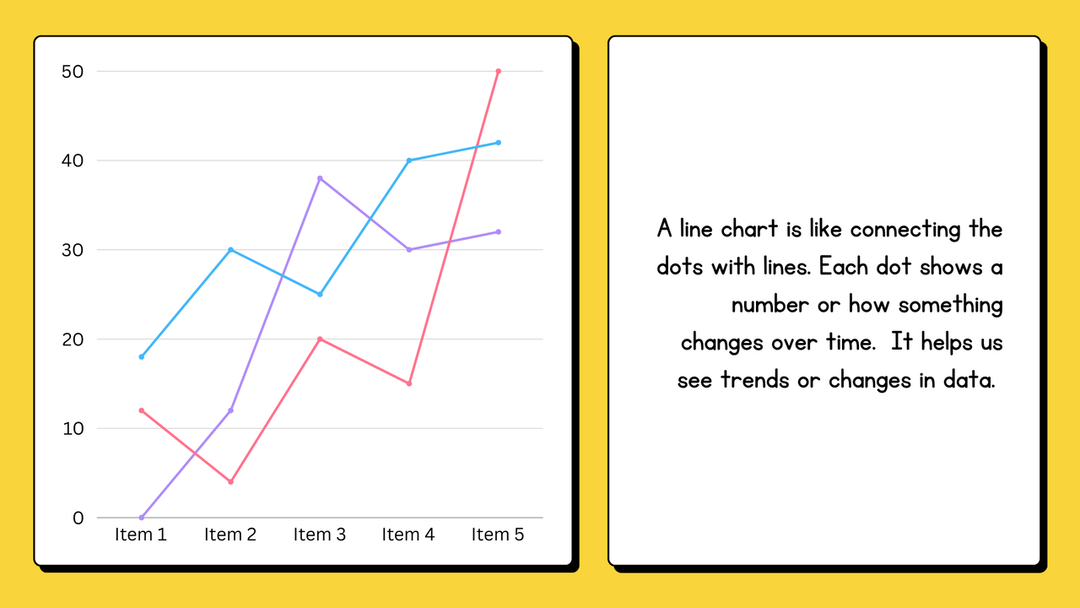 50
40
30
20
10
0
Item 1 Item 2 Item 3 Item 4 Item 5
A line chart is like connecting the
dots with lines. Each dot shows a
number or how something
changes over time. It helps us
see trends or changes in data.